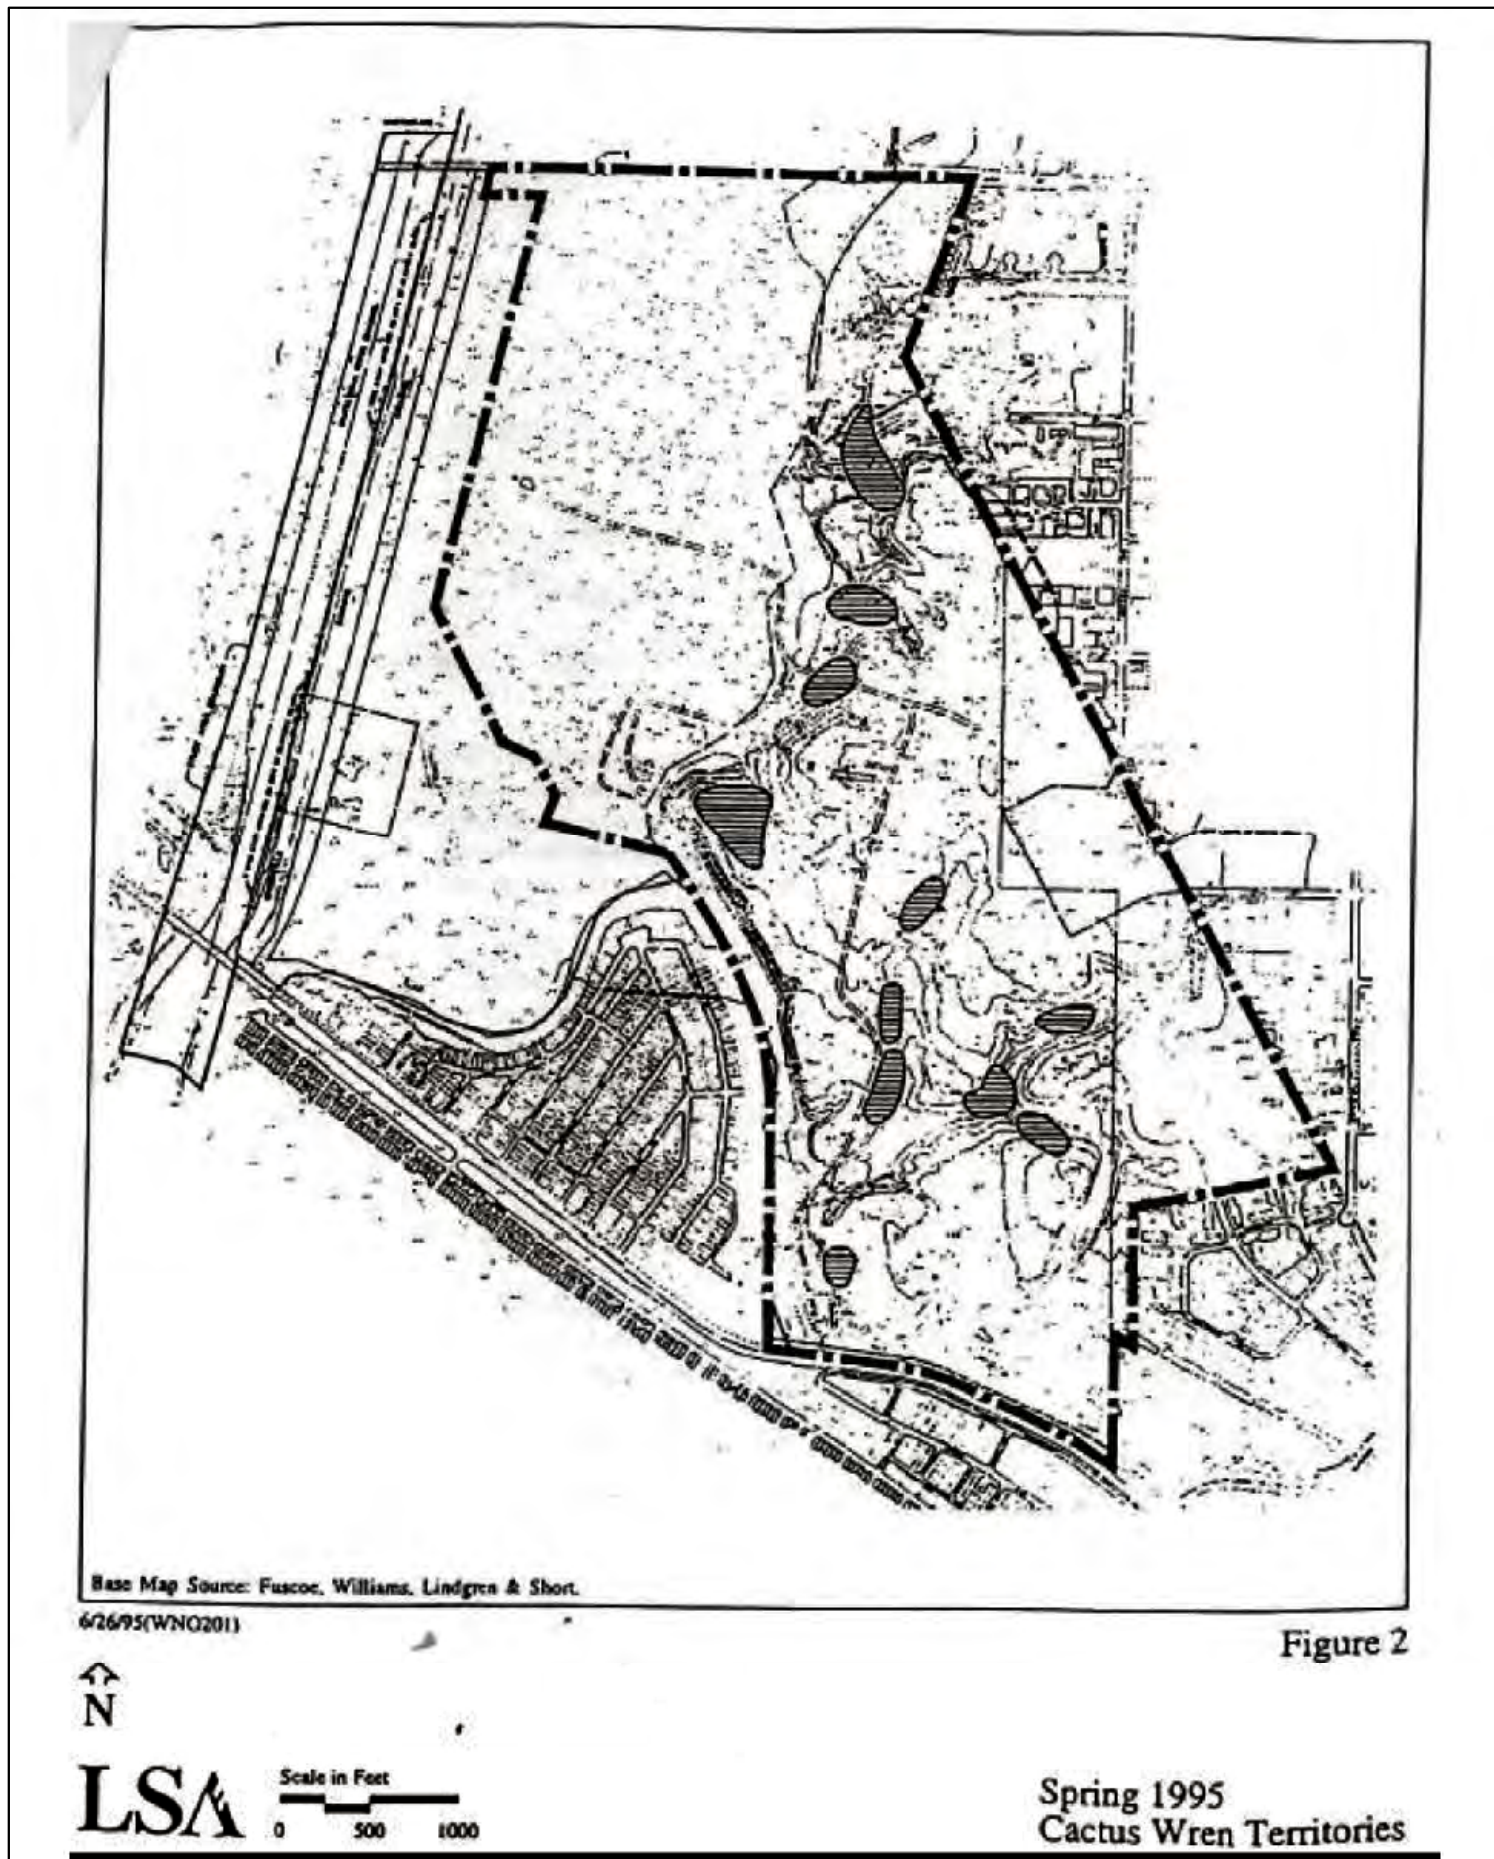 Base Map Source: Fuscoe, Williams, Lindgren & Short.
6/26/95(WNO201)
Figure 2
N
LSA
Scale in Feet
0 500 1000
Spring 1995
Cactus Wren Territories